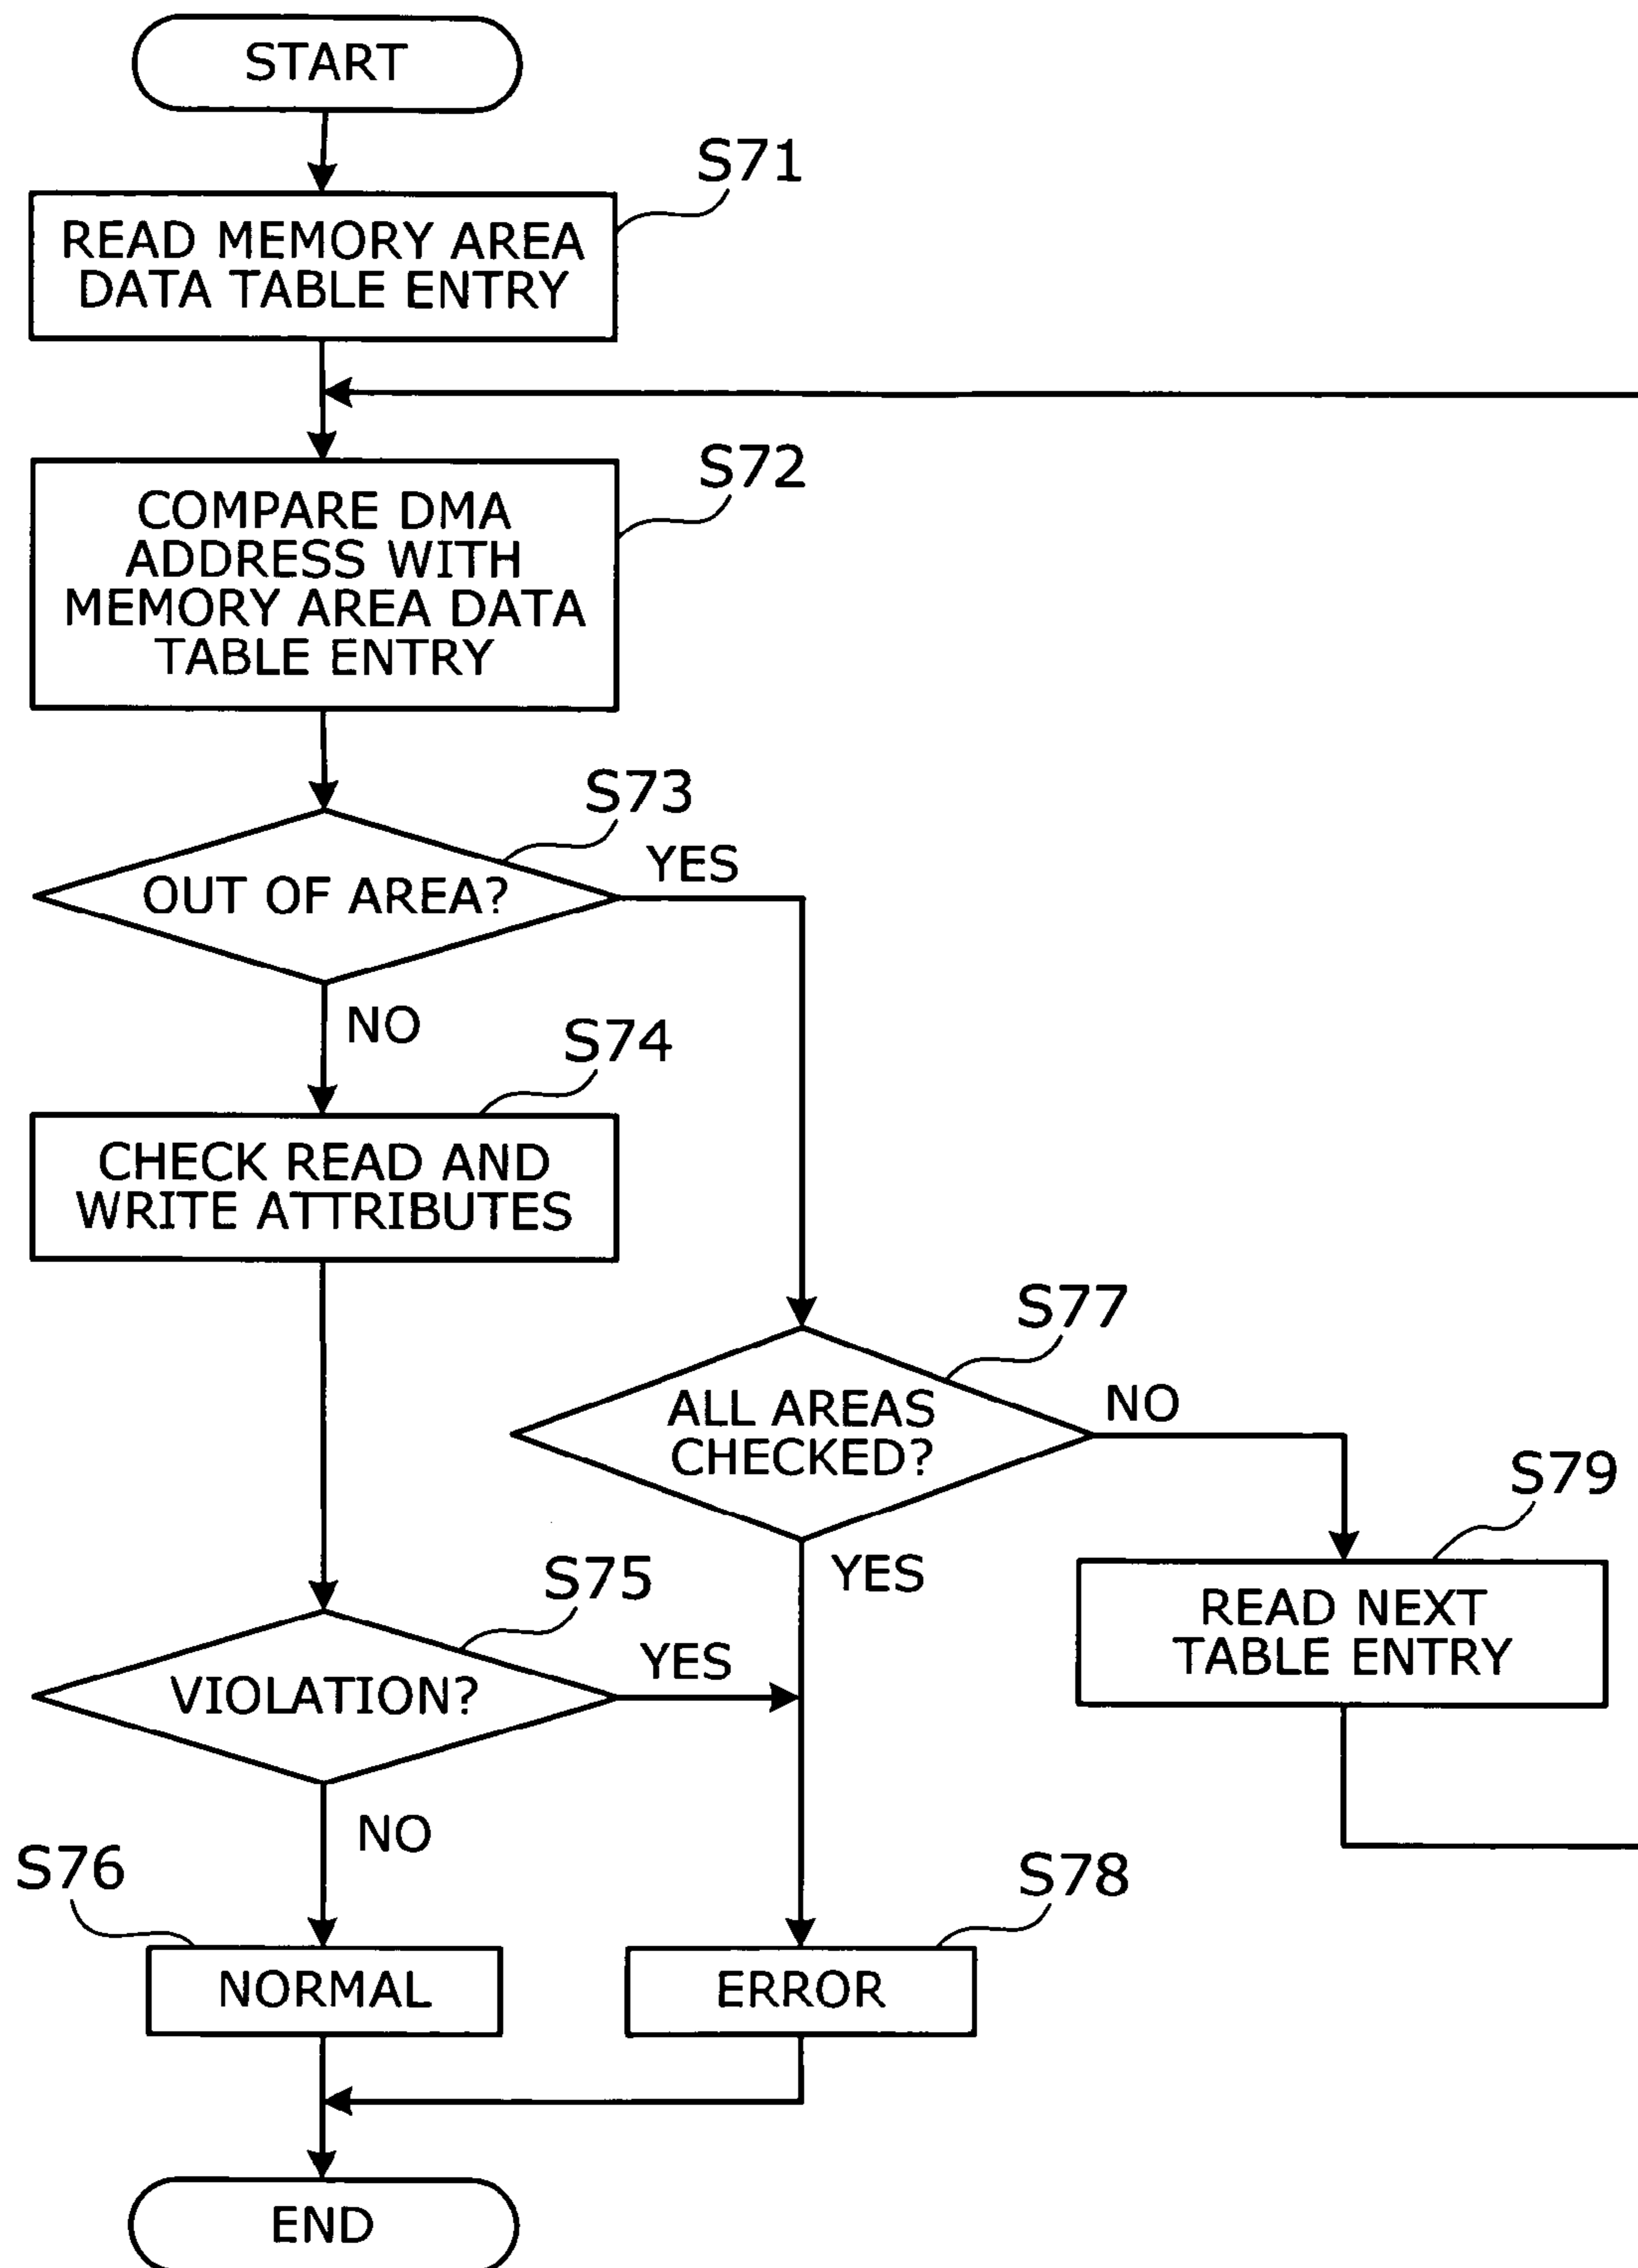 START
S71
READ MEMORY AREA
DATA TABLE ENTRY
S72
COMPARE DMA
ADDRESS WITH
MEMORY AREA DATA
TABLE ENTRY
S73
OUT OF AREA?
YES
NO
S74
CHECK READ AND
WRITE ATTRIBUTES
S77
ALL AREAS
CHECKED?
NO
YES
S79
READ NEXT
TABLE ENTRY
S75
VIOLATION?
YES
NO
S76
NORMAL
S78
ERROR
END